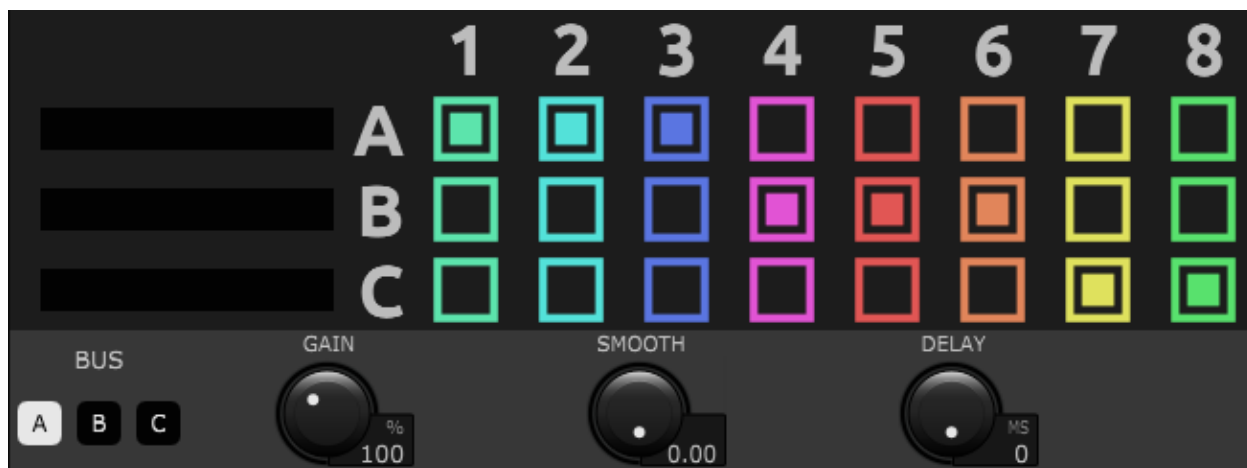 1 2 3 4 5 6 7 8
A
B
C
GAIN SMOOTH DELAY
BUS
A B C
% MS
100 0.00 0